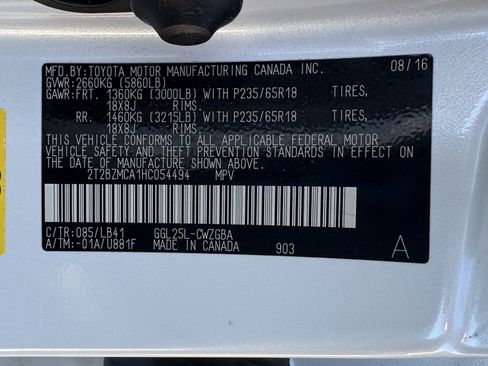 MFD. BY: TOYOTA MOTOR MANUFACTURING CANADA INC. 08/16
GVWR: 2660KG (5860LB)
GAWR: FRT. 1360KG (3000LB) WITH P235/65R18 TIRES,
18X8J RIMS.
RR. 1460KG (3215LB) WITH P235/65R18 TIRES,
18X8J RIMS.
THIS VEHICLE CONFORMS TO ALL APPLICABLE FEDERAL MOTOR
VEHICLE SAFETY AND THEFT PREVENTION STANDARDS IN EFFECT ON THE
DATE OF MANUFACTURE SHOWN ABOVE.
2T2BZMCA1HC054494 MPV
C/TR: 085/LB41 GGL25L-CWZGBA
A/TM: -01A/U881F MADE IN CANADA 903 A